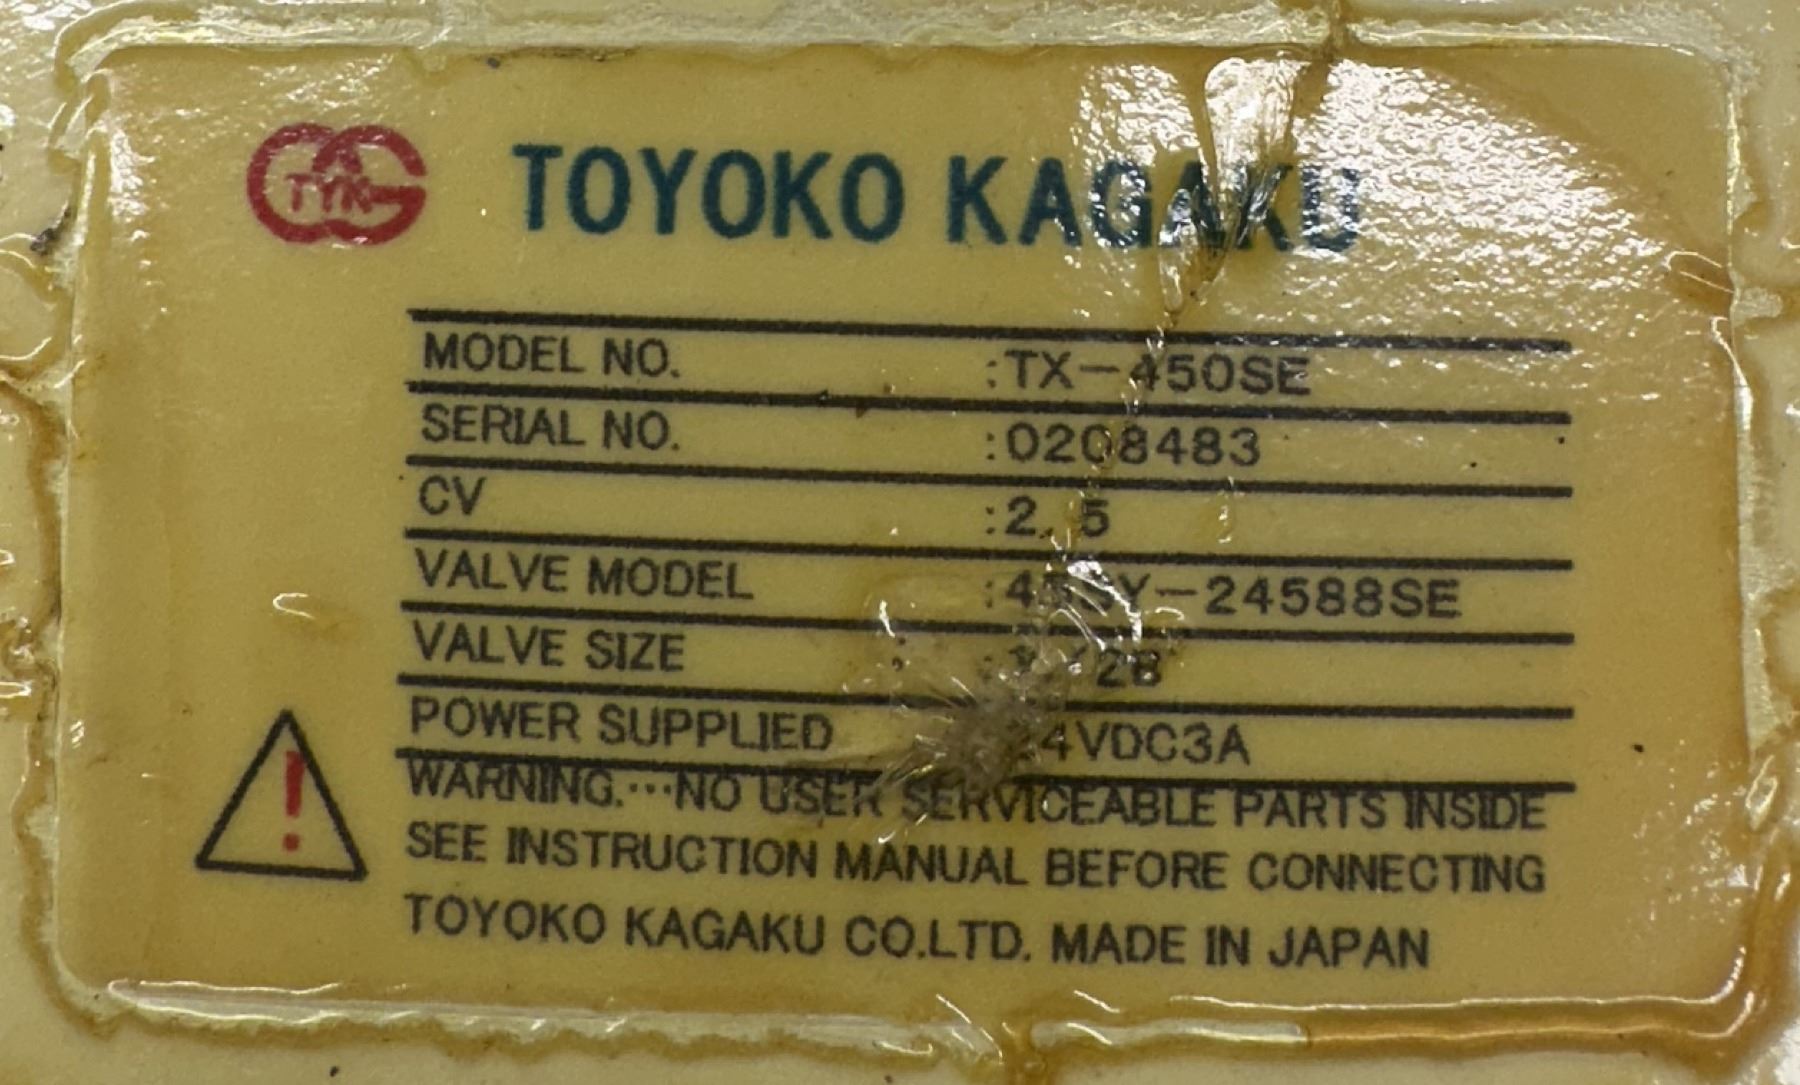 TYK TOYOKO KAGAKU
MODEL NO. :TX-450SE
SERIAL NO. :0208483
CV :2.5
VALVE MODEL
VALVE SIZE
POWER SUPPLIED
WARNING.…NO USER SERVICEABLE PARTS INSIDE
SEE INSTRUCTION MANUAL BEFORE CONNECTING
TOYOKO KAGAKU CO.LTD. MADE IN JAPAN